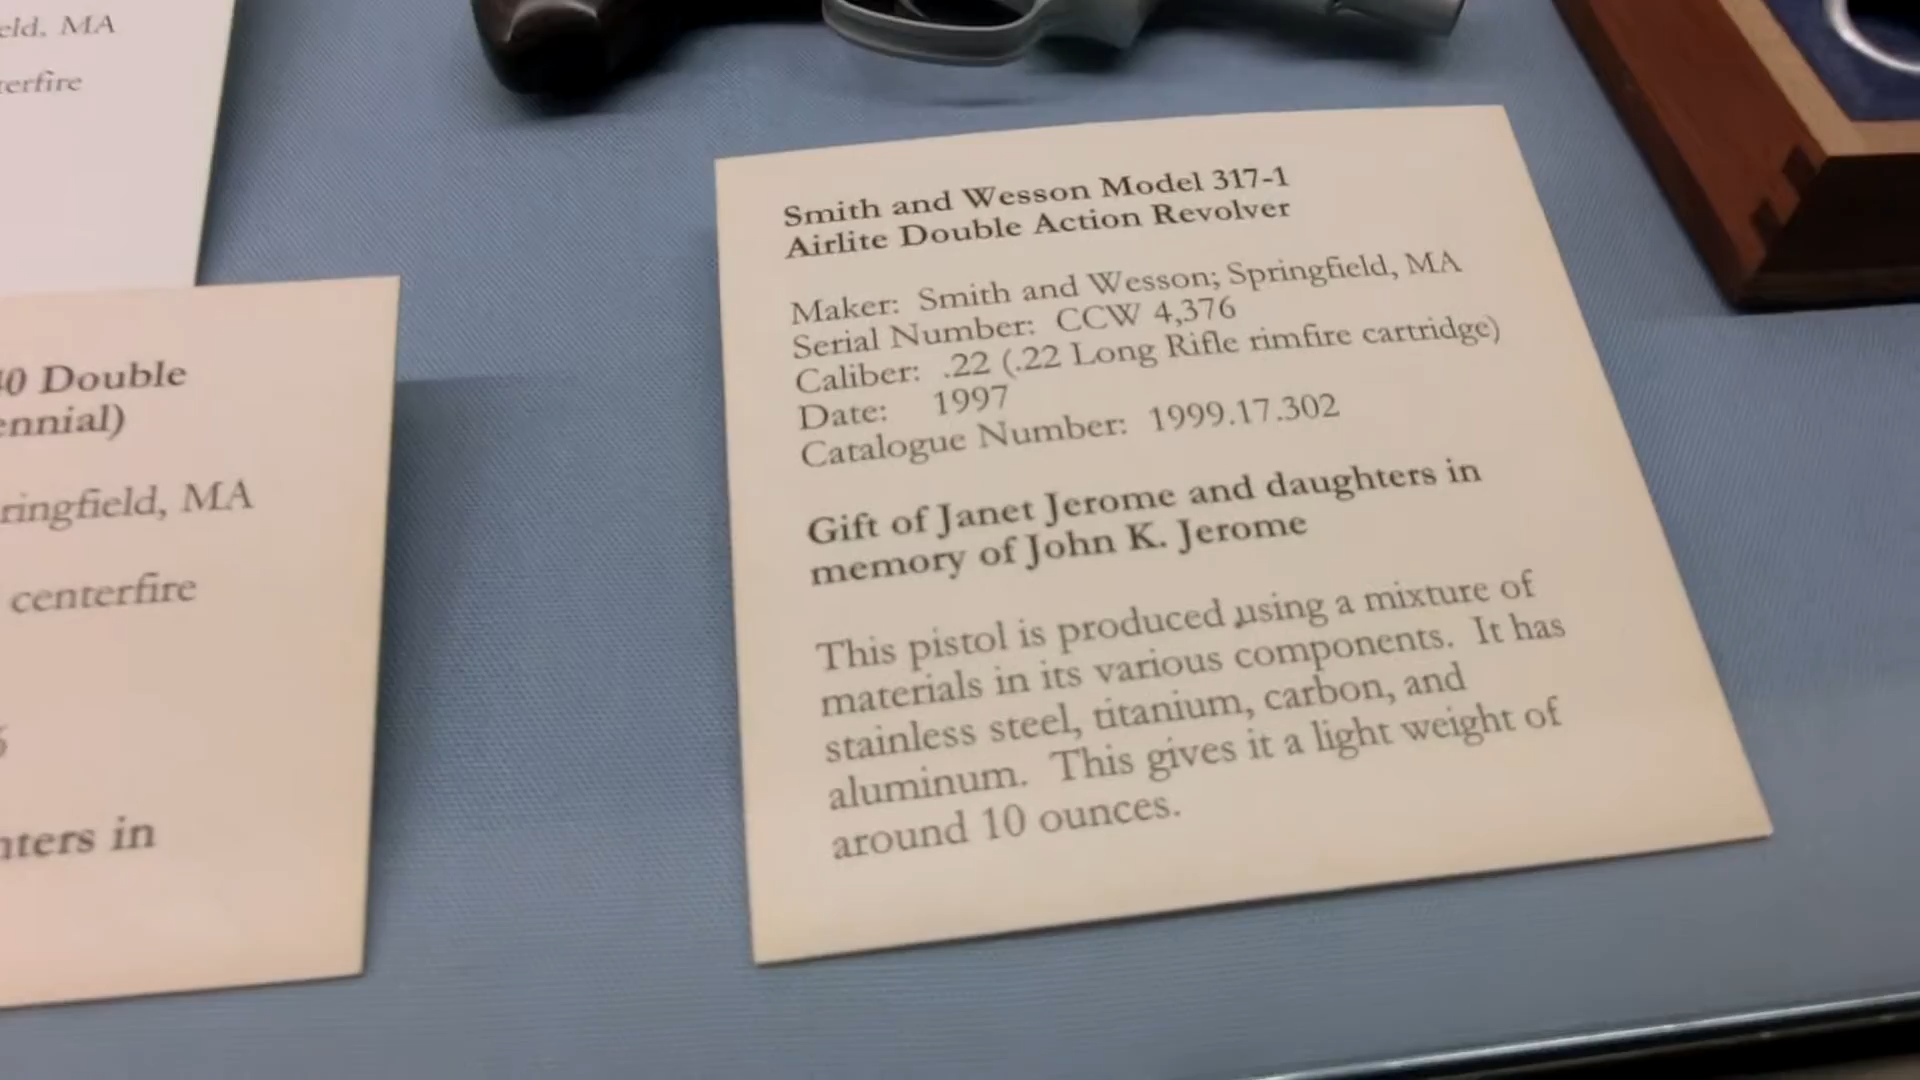 eld, MA
terfire
40 Double
ennial)
ringfield, MA
centerfire
nters in
Smith and Wesson Model 317-1
Airlite Double Action Revolver
Maker: Smith and Wesson; Springfield, MA
Serial Number: CCW 4,376
Caliber: .22 (.22 Long Rifle rimfire cartridge)
Date: 1997
Catalogue Number: 1999.17.302
Gift of Janet Jerome and daughters in
memory of John K. Jerome
This pistol is produced using a mixture of
materials in its various components. It has
stainless steel, titanium, carbon, and
aluminum. This gives it a light weight of
around 10 ounces.